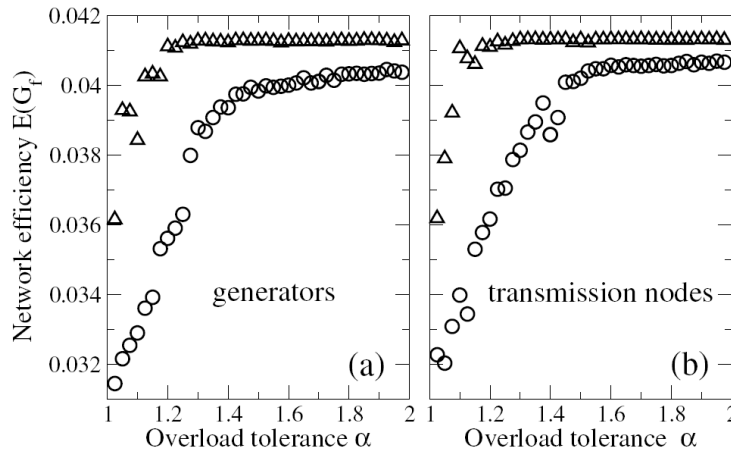 0.042
0.04
0.038
0.036
0.034
0.032
Network efficiency E(G_f)
generators
(a)
transmission nodes
(b)
1 1.2 1.4 1.6 1.8 2
1 1.2 1.4 1.6 1.8 2
Overload tolerance α
Overload tolerance α